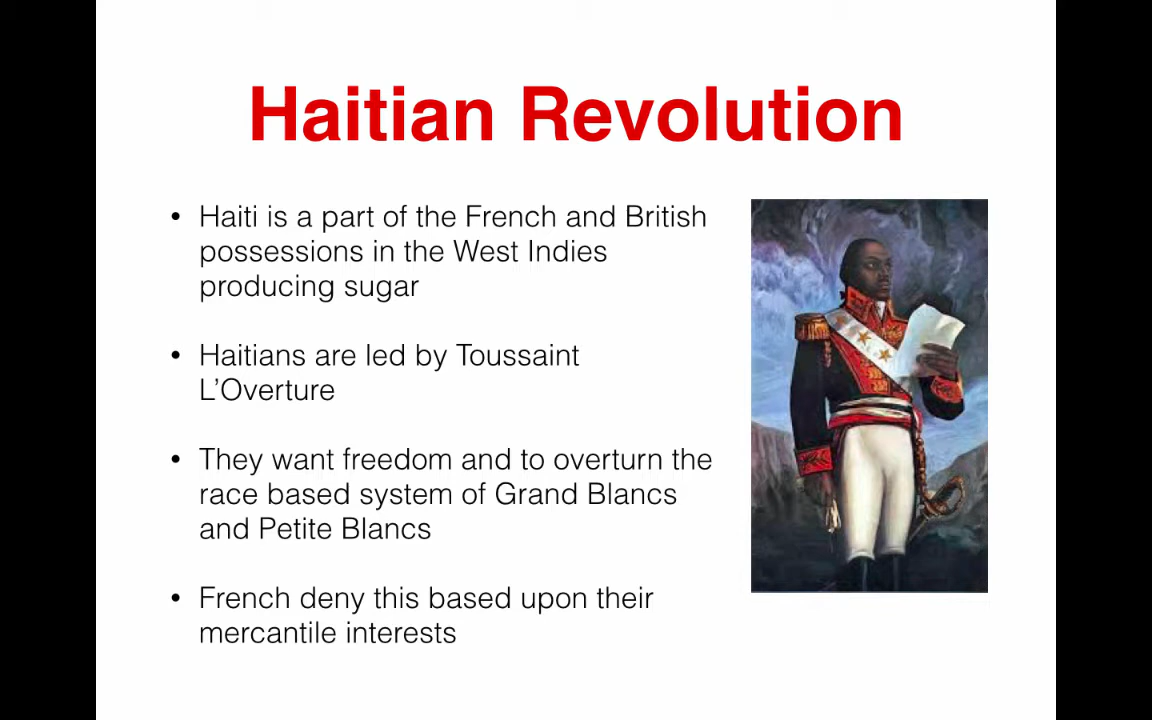 Haitian Revolution
• Haiti is a part of the French and British
possessions in the West Indies
producing sugar
• Haitians are led by Toussaint
L’Overture
• They want freedom and to overturn the
race based system of Grand Blancs
and Petite Blancs
• French deny this based upon their
mercantile interests